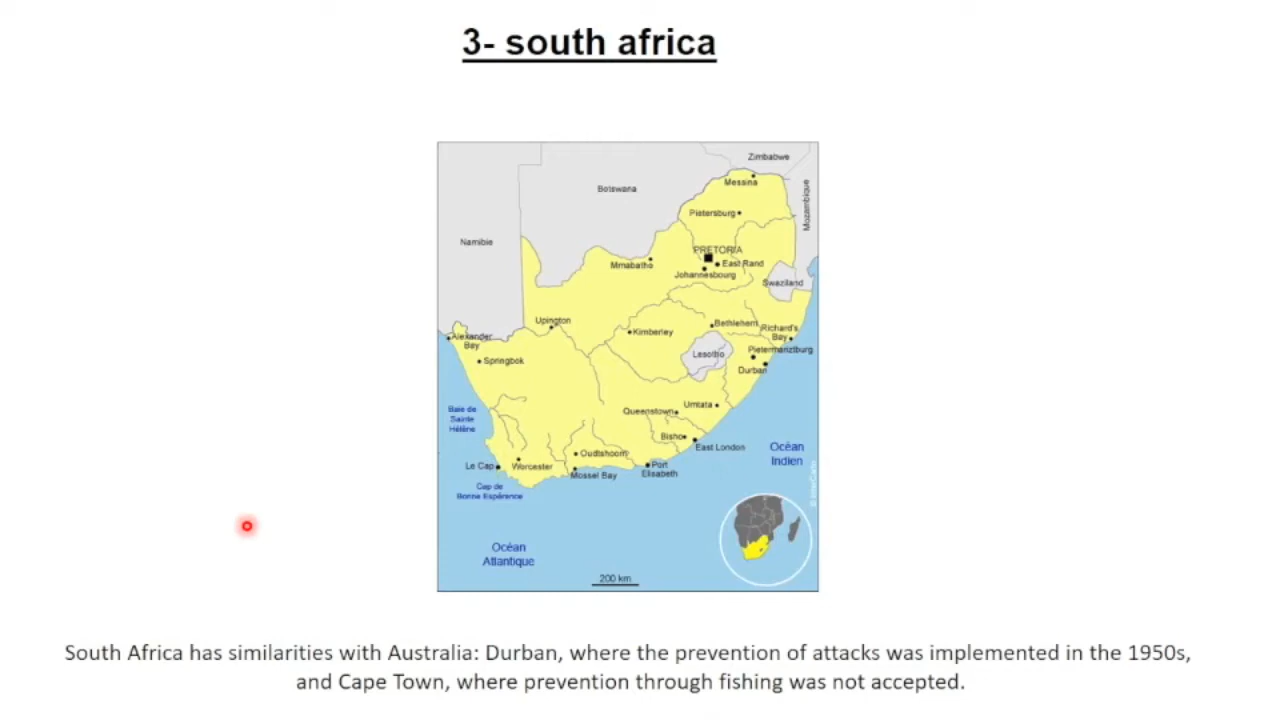 3- south africa
Zimbabwe
Messina
Botswana
Mozambique
Pietersburg
Namibie
PRETORIA
Mmabatho
East Rand
Johannesbourg
Swaziland
Upington
Bethlehem
Richard's
Bay
Kimberley
Alexander
Bay
Pietermaritzburg
Lesotho
Springbok
Durban
Umtata
Baie de
Sainte
Hélène
Queenstown
Bisho
East London
Océan
Indien
Oudtshoorn
Le Cap
Worcester
Port
Elisabeth
Mossel Bay
Cap de
Bonne Espérence
Océan
Atlantique
200 km
South Africa has similarities with Australia: Durban, where the prevention of attacks was implemented in the 1950s,
and Cape Town, where prevention through fishing was not accepted.